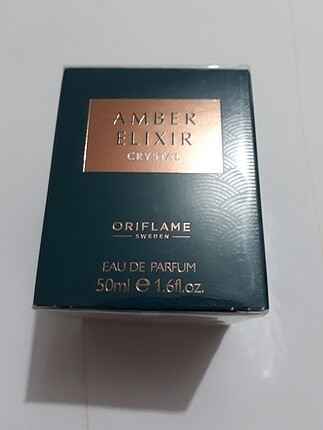 AMBER
ELIXIR
CRYSTAL
ORIFLAME
SWEDEN
EAU DE PARFUM
50ml ℮ 1.6fl.oz.